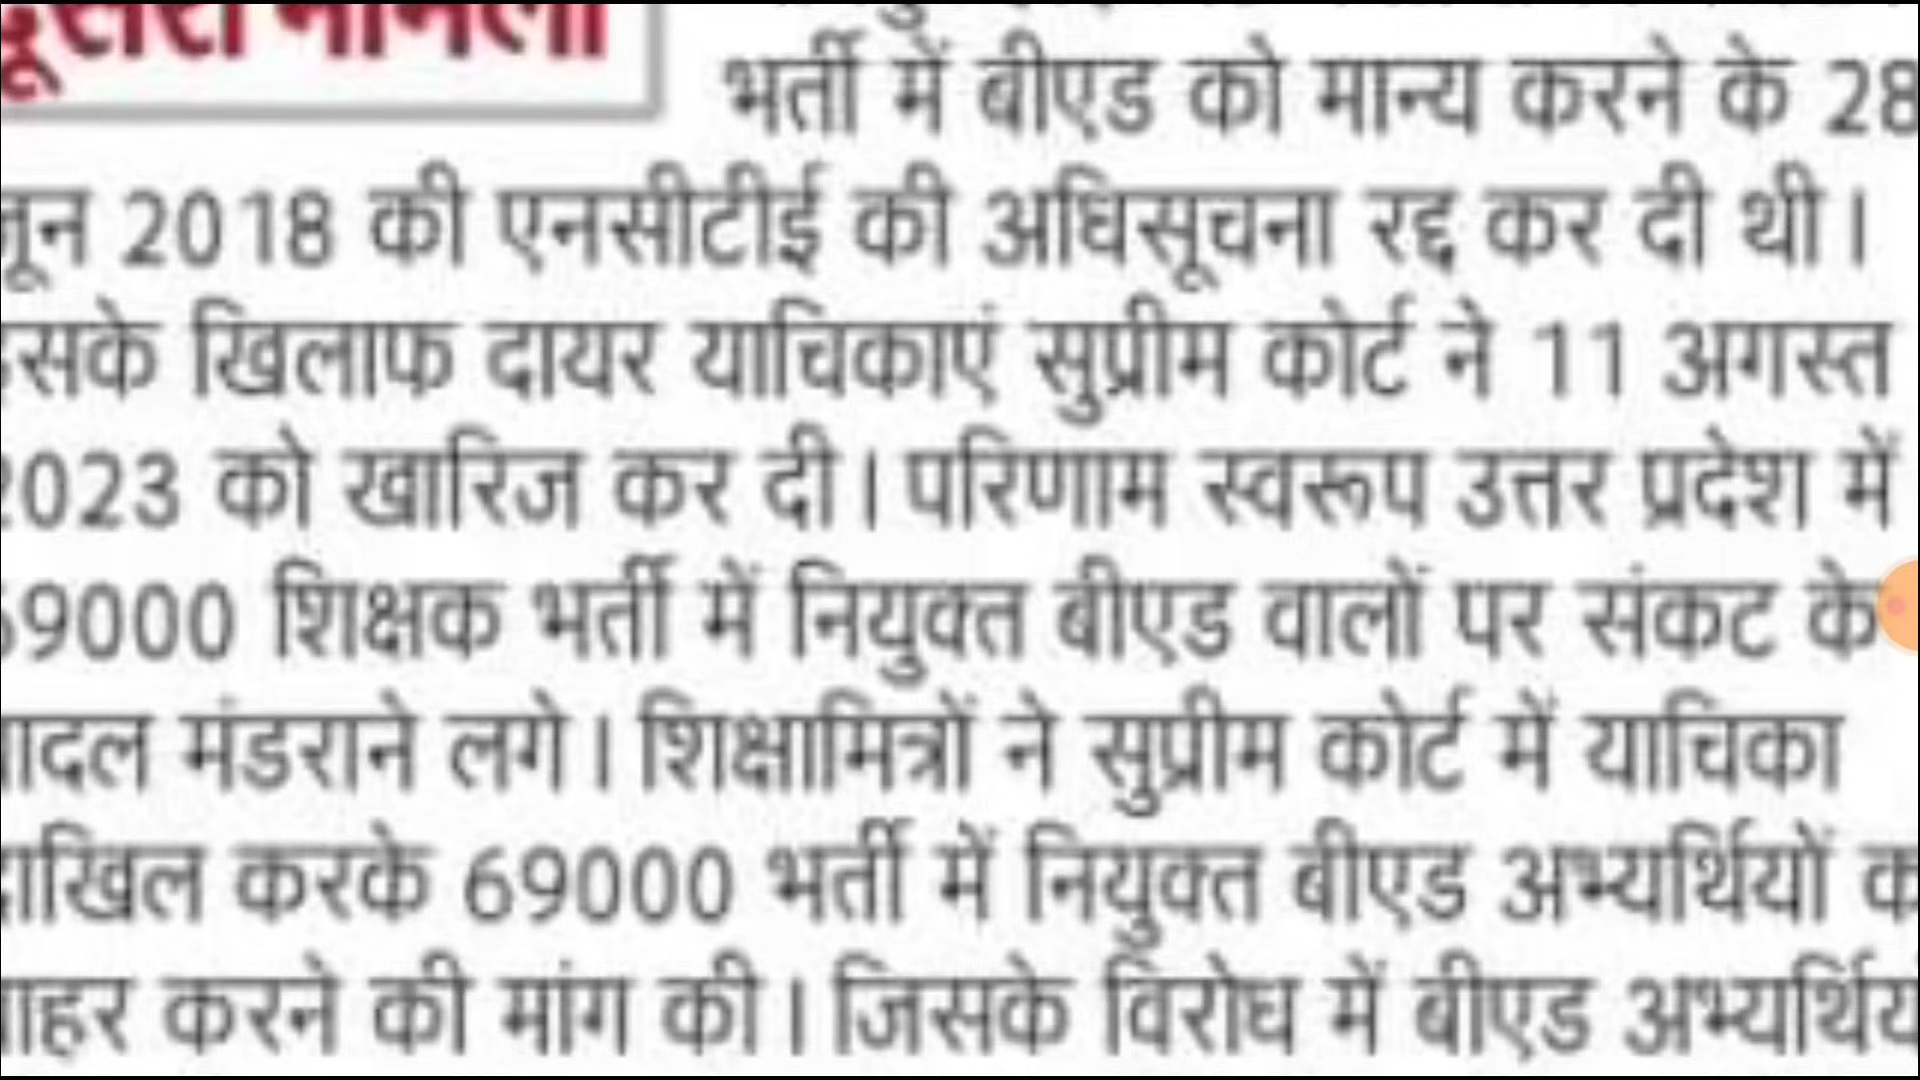 दूसरा मामला
भर्ती में बीएड को मान्य करने के 28
जून 2018 की एनसीटीई की अधिसूचना रद्द कर दी थी।
इसके खिलाफ दायर याचिकाएं सुप्रीम कोर्ट ने 11 अगस्त
2023 को खारिज कर दी। परिणाम स्वरूप उत्तर प्रदेश में
69000 शिक्षक भर्ती में नियुक्त बीएड वालों पर संकट के
बादल मंडराने लगे। शिक्षामित्रों ने सुप्रीम कोर्ट में याचिका
दाखिल करके 69000 भर्ती में नियुक्त बीएड अभ्यर्थियों क
बाहर करने की मांग की। जिसके विरोध में बीएड अभ्यर्थिय